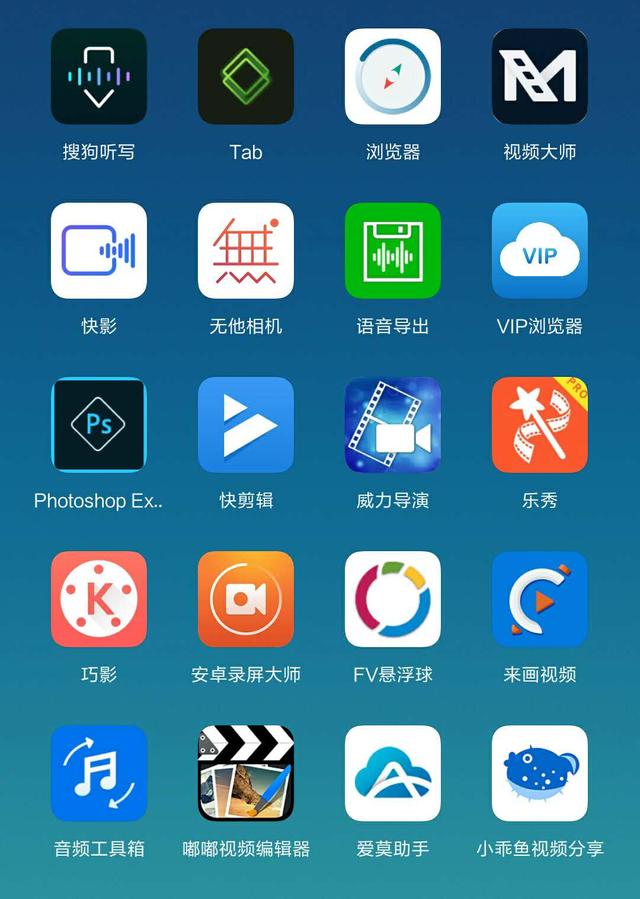 搜狗听写
Tab
浏览器
视频大师
無
VIP
快影
无他相机
语音导出
VIP浏览器
Ps
PRO
Photoshop Ex..
快剪辑
威力导演
乐秀
K
巧影
安卓录屏大师
FV悬浮球
来画视频
音频工具箱
嘟嘟视频编辑器
爱莫助手
小乖鱼视频分享